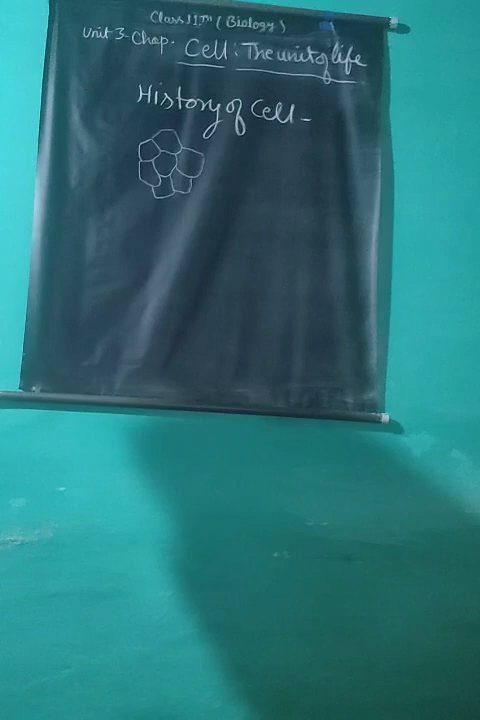 Class 11th (Biology)
Unit 3- Chap. Cell: The unit of life
History of Cell -